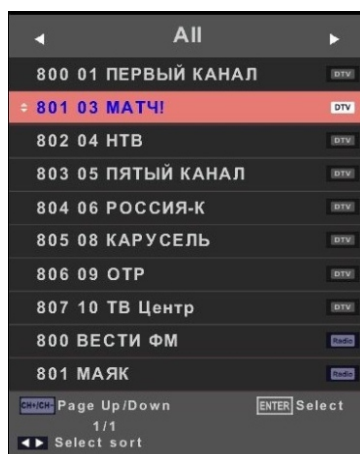 All
800 01 ПЕРВЫЙ КАНАЛ DTV
801 03 МАТЧ! DTV
802 04 НТВ DTV
803 05 ПЯТЫЙ КАНАЛ DTV
804 06 РОССИЯ-К DTV
805 08 КАРУСЕЛЬ DTV
806 09 ОТР DTV
807 10 ТВ Центр DTV
800 ВЕСТИ ФМ Radio
801 МАЯК Radio
CH+/CH- Page Up/Down ENTER Select
1/1
Select sort